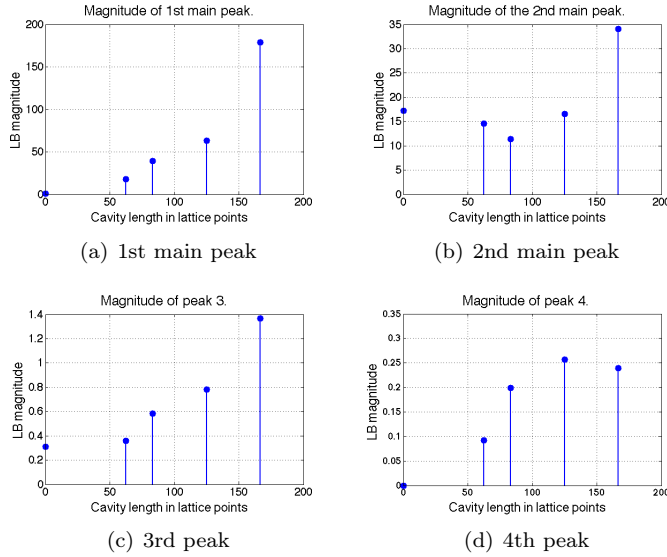 Magnitude of 1st main peak.
200
150
100
50
0
0 50 100 150 200
LB magnitude
Cavity length in lattice points
(a) 1st main peak
Magnitude of the 2nd main peak.
35
30
25
20
15
10
5
0
0 50 100 150 200
LB magnitude
Cavity length in lattice points
(b) 2nd main peak
Magnitude of peak 3.
1.4
1.2
1
0.8
0.6
0.4
0.2
0
0 50 100 150 200
LB magnitude
Cavity length in lattice points
(c) 3rd peak
Magnitude of peak 4.
0.35
0.3
0.25
0.2
0.15
0.1
0.05
0
0 50 100 150 200
LB magnitude
Cavity length in lattice points
(d) 4th peak